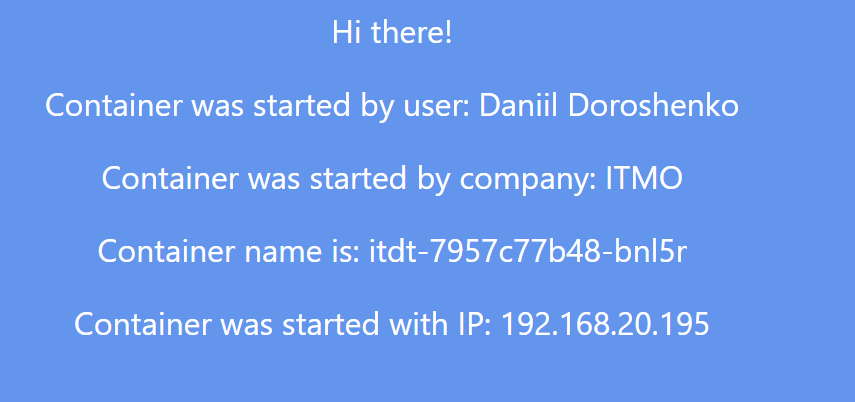 Hi there!
Container was started by user: Daniil Doroshenko
Container was started by company: ITMO
Container name is: itdt-7957c77b48-bnl5r
Container was started with IP: 192.168.20.195